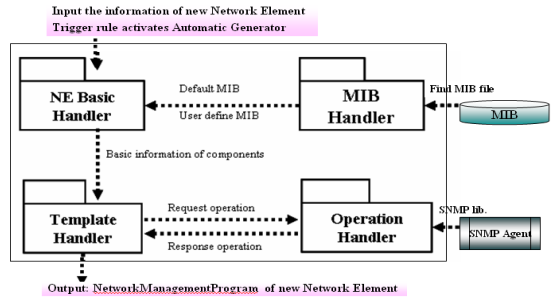 Input the information of new Network Element
Trigger rule activates Automatic Generator
NE Basic
Handler
Default MIB
User define MIB
MIB
Handler
Find MIB file
MIB
Basic information of components
Template
Handler
Request operation
Response operation
Operation
Handler
SNMP lib.
SNMP Agent
Output: NetworkManagementProgram of new Network Element